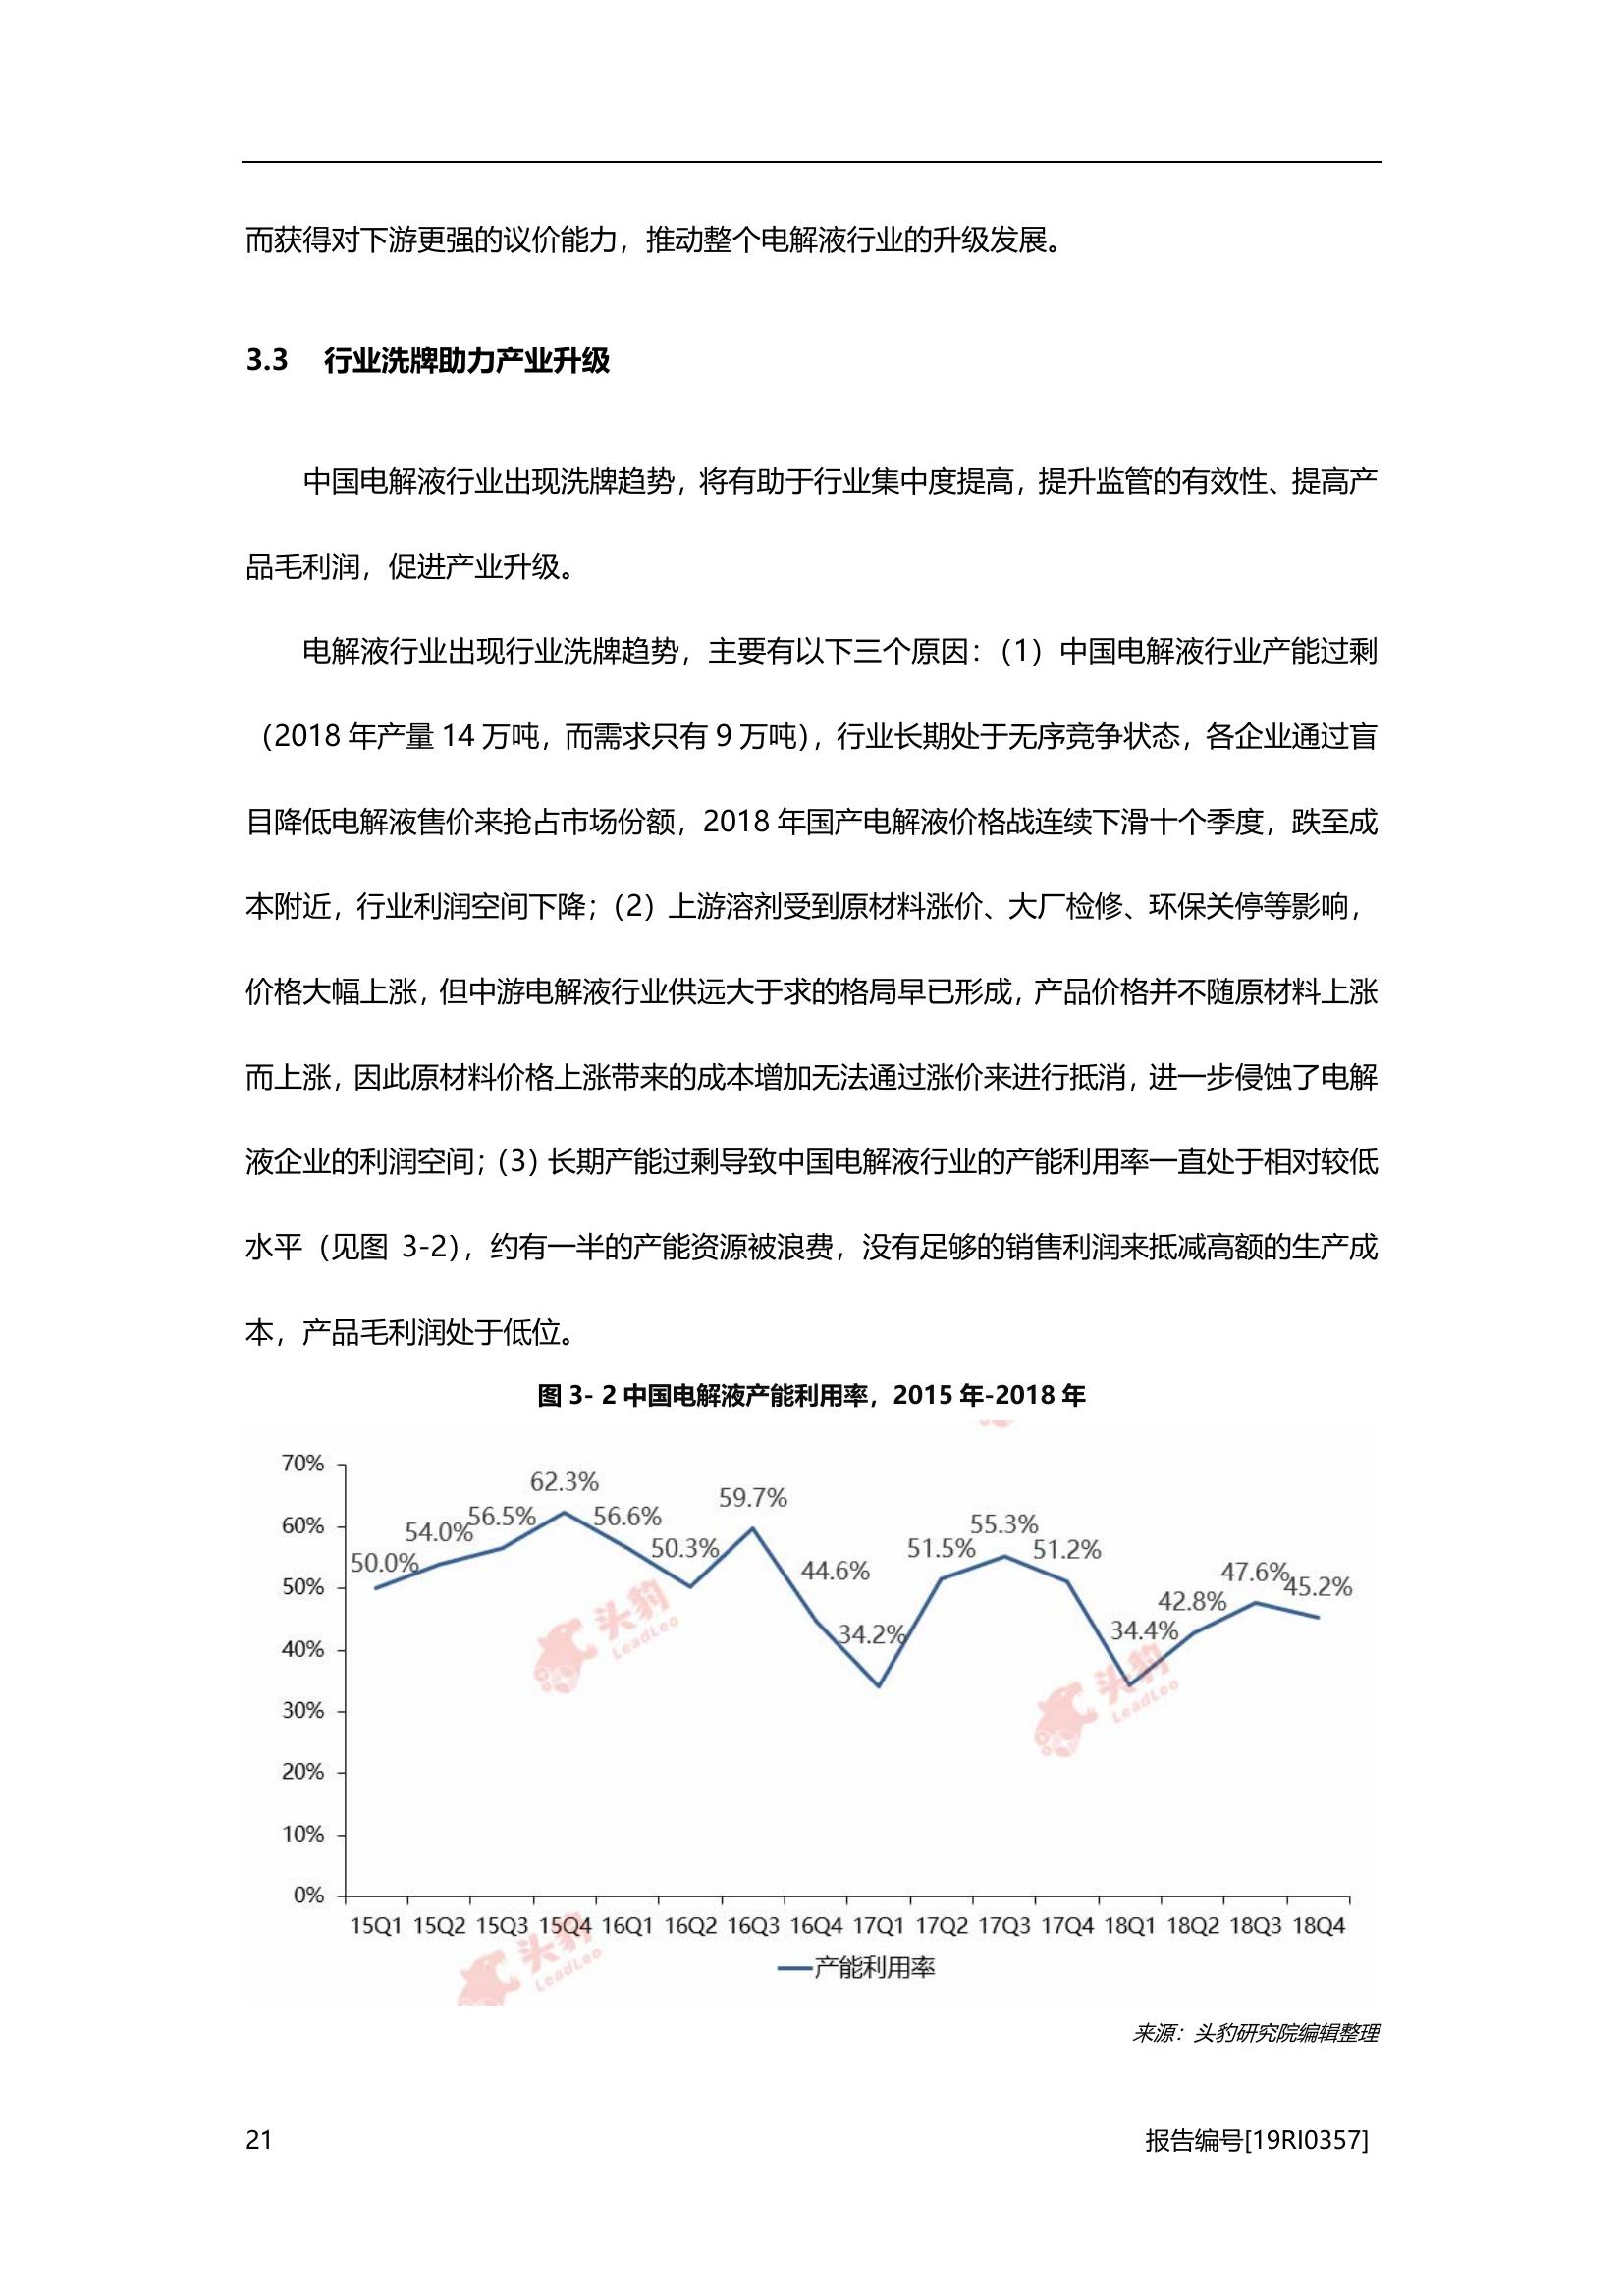 而获得对下游更强的议价能力，推动整个电解液行业的升级发展。
3.3 行业洗牌助力产业升级
中国电解液行业出现洗牌趋势，将有助于行业集中度提高，提升监管的有效性、提高产
品毛利润，促进产业升级。
电解液行业出现行业洗牌趋势，主要有以下三个原因：（1）中国电解液行业产能过剩
（2018 年产量 14 万吨，而需求只有 9 万吨），行业长期处于无序竞争状态，各企业通过盲
目降低电解液售价来抢占市场份额，2018 年国产电解液价格战连续下滑十个季度，跌至成
本附近，行业利润空间下降；（2）上游溶剂受到原材料涨价、大厂检修、环保关停等影响，
价格大幅上涨，但中游电解液行业供远大于求的格局早已形成，产品价格并不随原材料上涨
而上涨，因此原材料价格上涨带来的成本增加无法通过涨价来进行抵消，进一步侵蚀了电解
液企业的利润空间；（3）长期产能过剩导致中国电解液行业的产能利用率一直处于相对较低
水平（见图 3-2），约有一半的产能资源被浪费，没有足够的销售利润来抵减高额的生产成
本，产品毛利润处于低位。
图 3- 2 中国电解液产能利用率，2015 年-2018 年
70%
60%
50%
40%
30%
20%
10%
0%
50.0%
54.0%
56.5%
62.3%
56.6%
50.3%
59.7%
44.6%
34.2%
51.5%
55.3%
51.2%
34.4%
42.8%
47.6%
45.2%
15Q1 15Q2 15Q3 15Q4 16Q1 16Q2 16Q3 16Q4 17Q1 17Q2 17Q3 17Q4 18Q1 18Q2 18Q3 18Q4
产能利用率
头豹
LeadLeo
头豹
LeadLeo
头豹
LeadLeo
来源：头豹研究院编辑整理
21
报告编号[19RI0357]